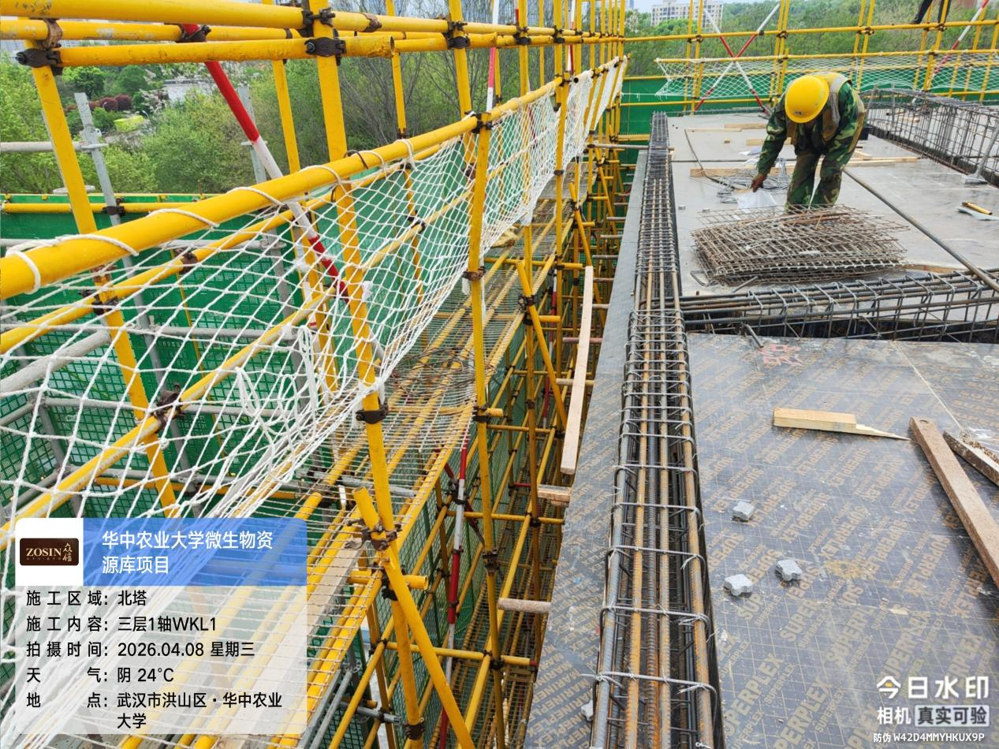 ZOSIN 众信
华中农业大学微生物资
源库项目
施工区域：北塔
施工内容：三层1轴WKL1
拍摄时间：2026.04.08 星期三
天气：阴 24℃
地点：武汉市洪山区·华中农业
大学
SUPERPLEX
今日水印
相机 真实可验
防伪 W42D4MMYHKUX9P